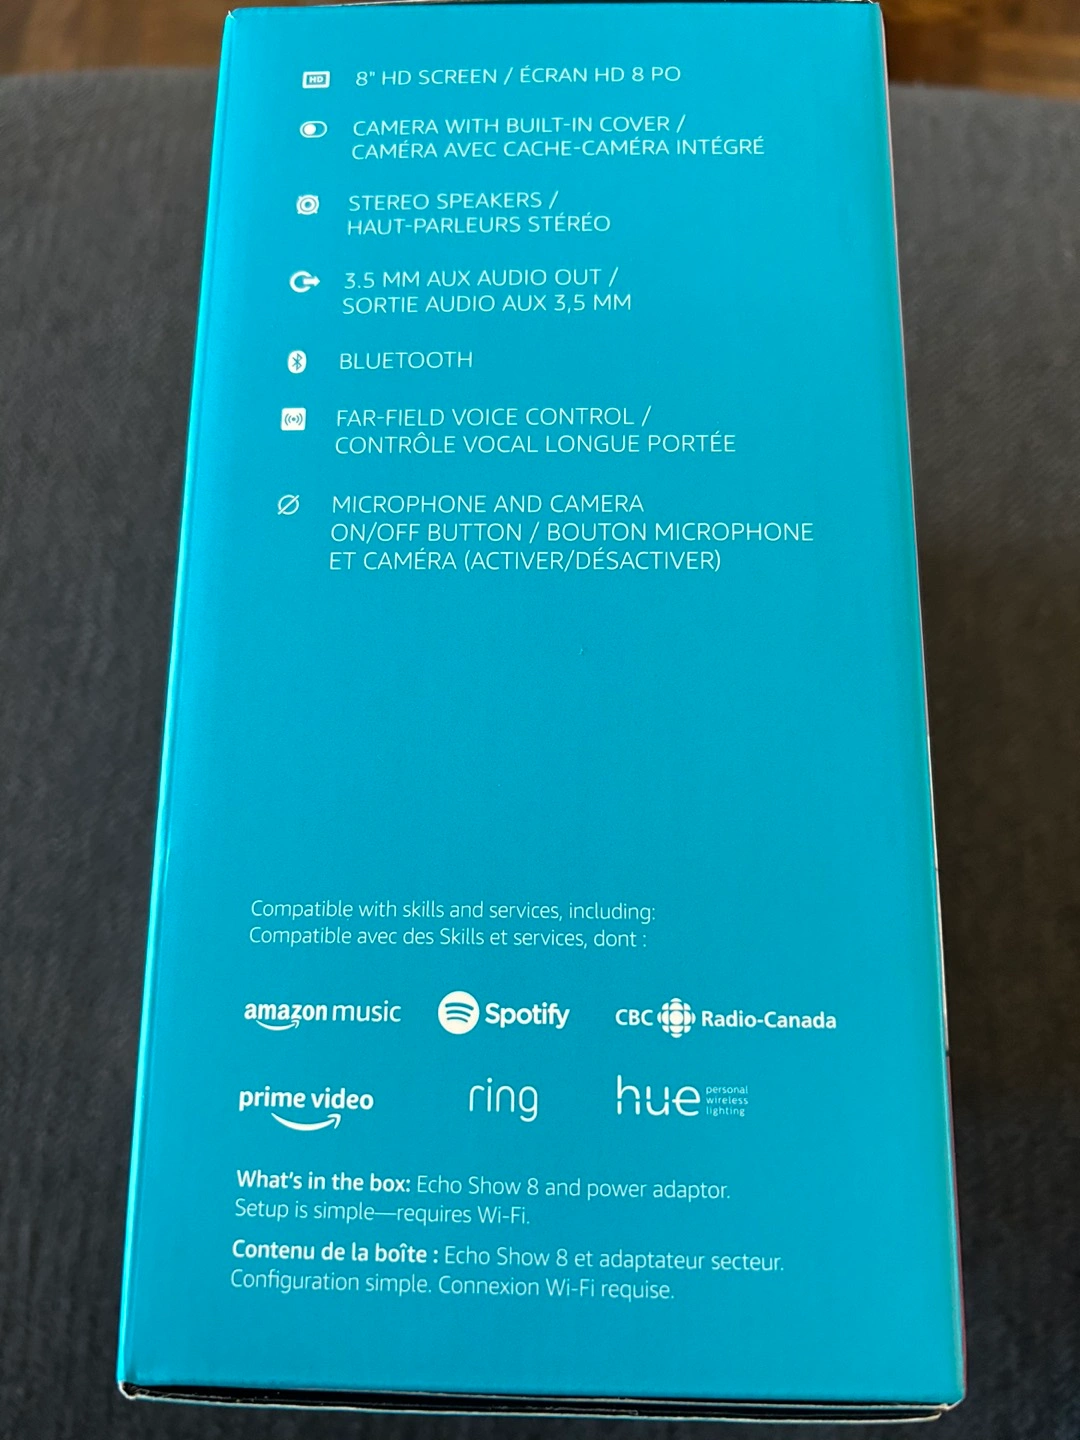 HD
8" HD SCREEN / ÉCRAN HD 8 PO
CAMERA WITH BUILT-IN COVER /
CAMÉRA AVEC CACHE-CAMÉRA INTÉGRÉ
STEREO SPEAKERS /
HAUT-PARLEURS STÉRÉO
3.5 MM AUX AUDIO OUT /
SORTIE AUDIO AUX 3,5 MM
BLUETOOTH
FAR-FIELD VOICE CONTROL /
CONTRÔLE VOCAL LONGUE PORTÉE
MICROPHONE AND CAMERA
ON/OFF BUTTON / BOUTON MICROPHONE
ET CAMÉRA (ACTIVER/DÉSACTIVER)
Compatible with skills and services, including:
Compatible avec des Skills et services, dont :
amazon music Spotify CBC Radio-Canada
prime video ring hue personal
wireless
lighting
What's in the box: Echo Show 8 and power adaptor.
Setup is simple—requires Wi-Fi.
Contenu de la boîte : Echo Show 8 et adaptateur secteur.
Configuration simple. Connexion Wi-Fi requise.